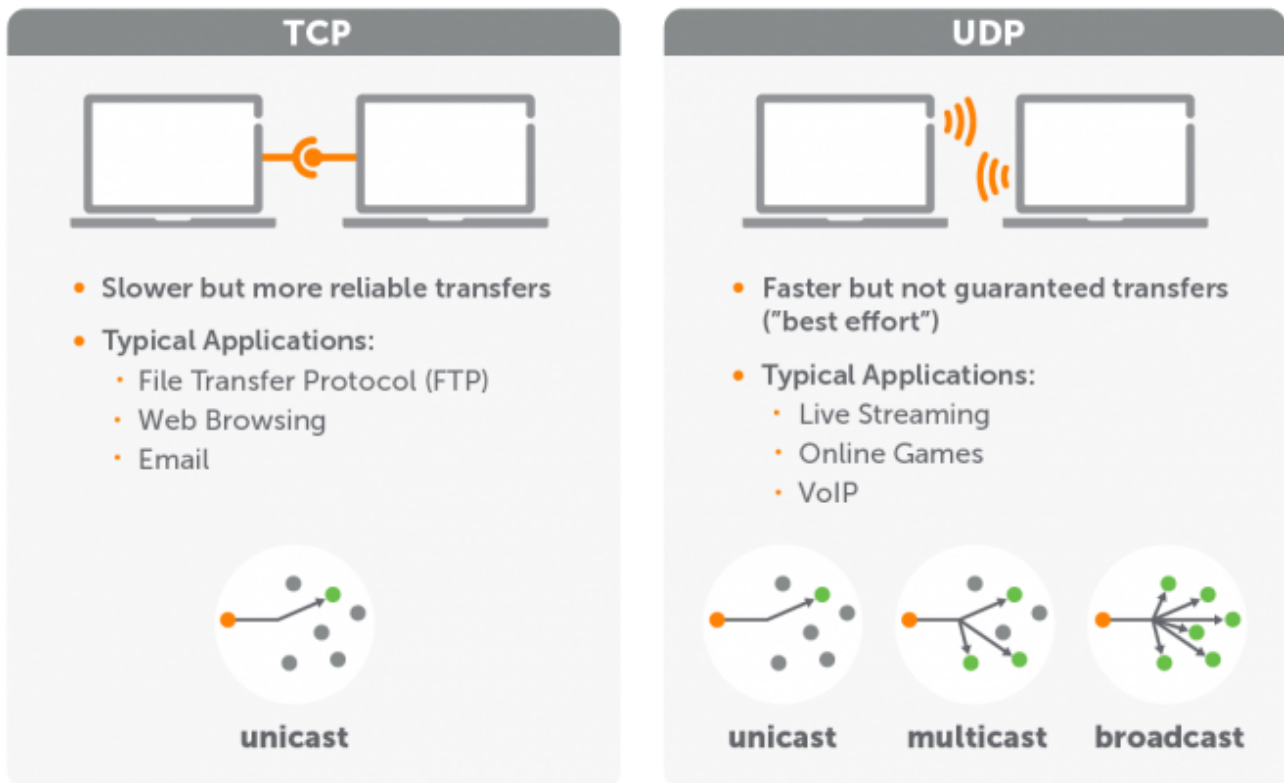 TCP
• Slower but more reliable transfers
• Typical Applications:
• File Transfer Protocol (FTP)
• Web Browsing
• Email
unicast
UDP
• Faster but not guaranteed transfers
("best effort")
• Typical Applications:
• Live Streaming
• Online Games
• VoIP
unicast multicast broadcast